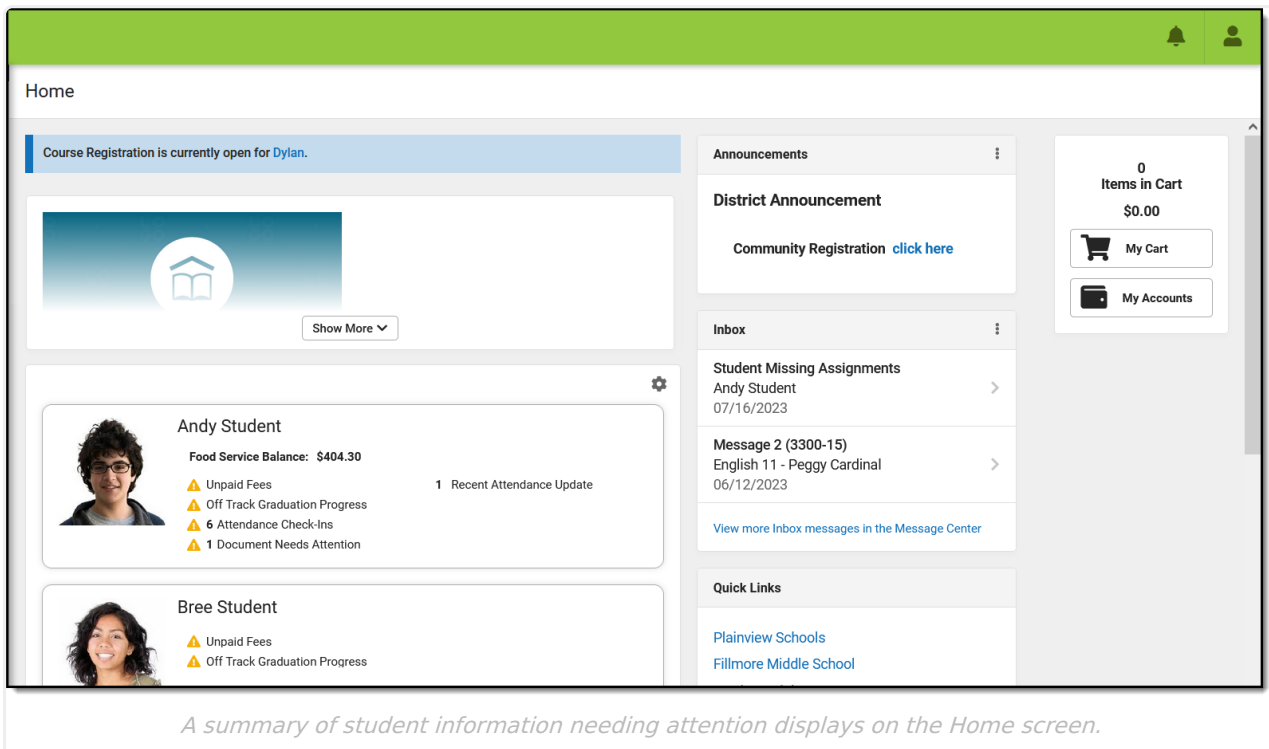 Home
Course Registration is currently open for Dylan.
Show More
Andy Student
Food Service Balance: $404.30
Unpaid Fees
Off Track Graduation Progress
6 Attendance Check-Ins
1 Document Needs Attention
1 Recent Attendance Update
Bree Student
Unpaid Fees
Off Track Graduation Progress
Announcements
District Announcement
Community Registration click here
Inbox
Student Missing Assignments
Andy Student
07/16/2023
Message 2 (3300-15)
English 11 - Peggy Cardinal
06/12/2023
View more Inbox messages in the Message Center
Quick Links
Plainview Schools
Fillmore Middle School
0
Items in Cart
$0.00
My Cart
My Accounts
A summary of student information needing attention displays on the Home screen.